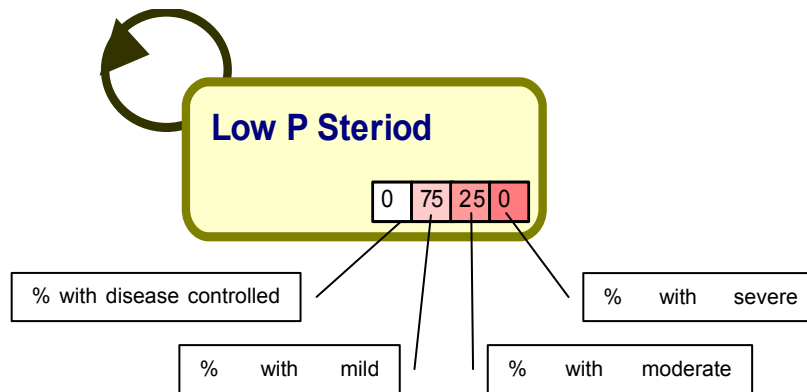 Low P Steriod
0 75 25 0
% with disease controlled
% with severe
% with mild
% with moderate